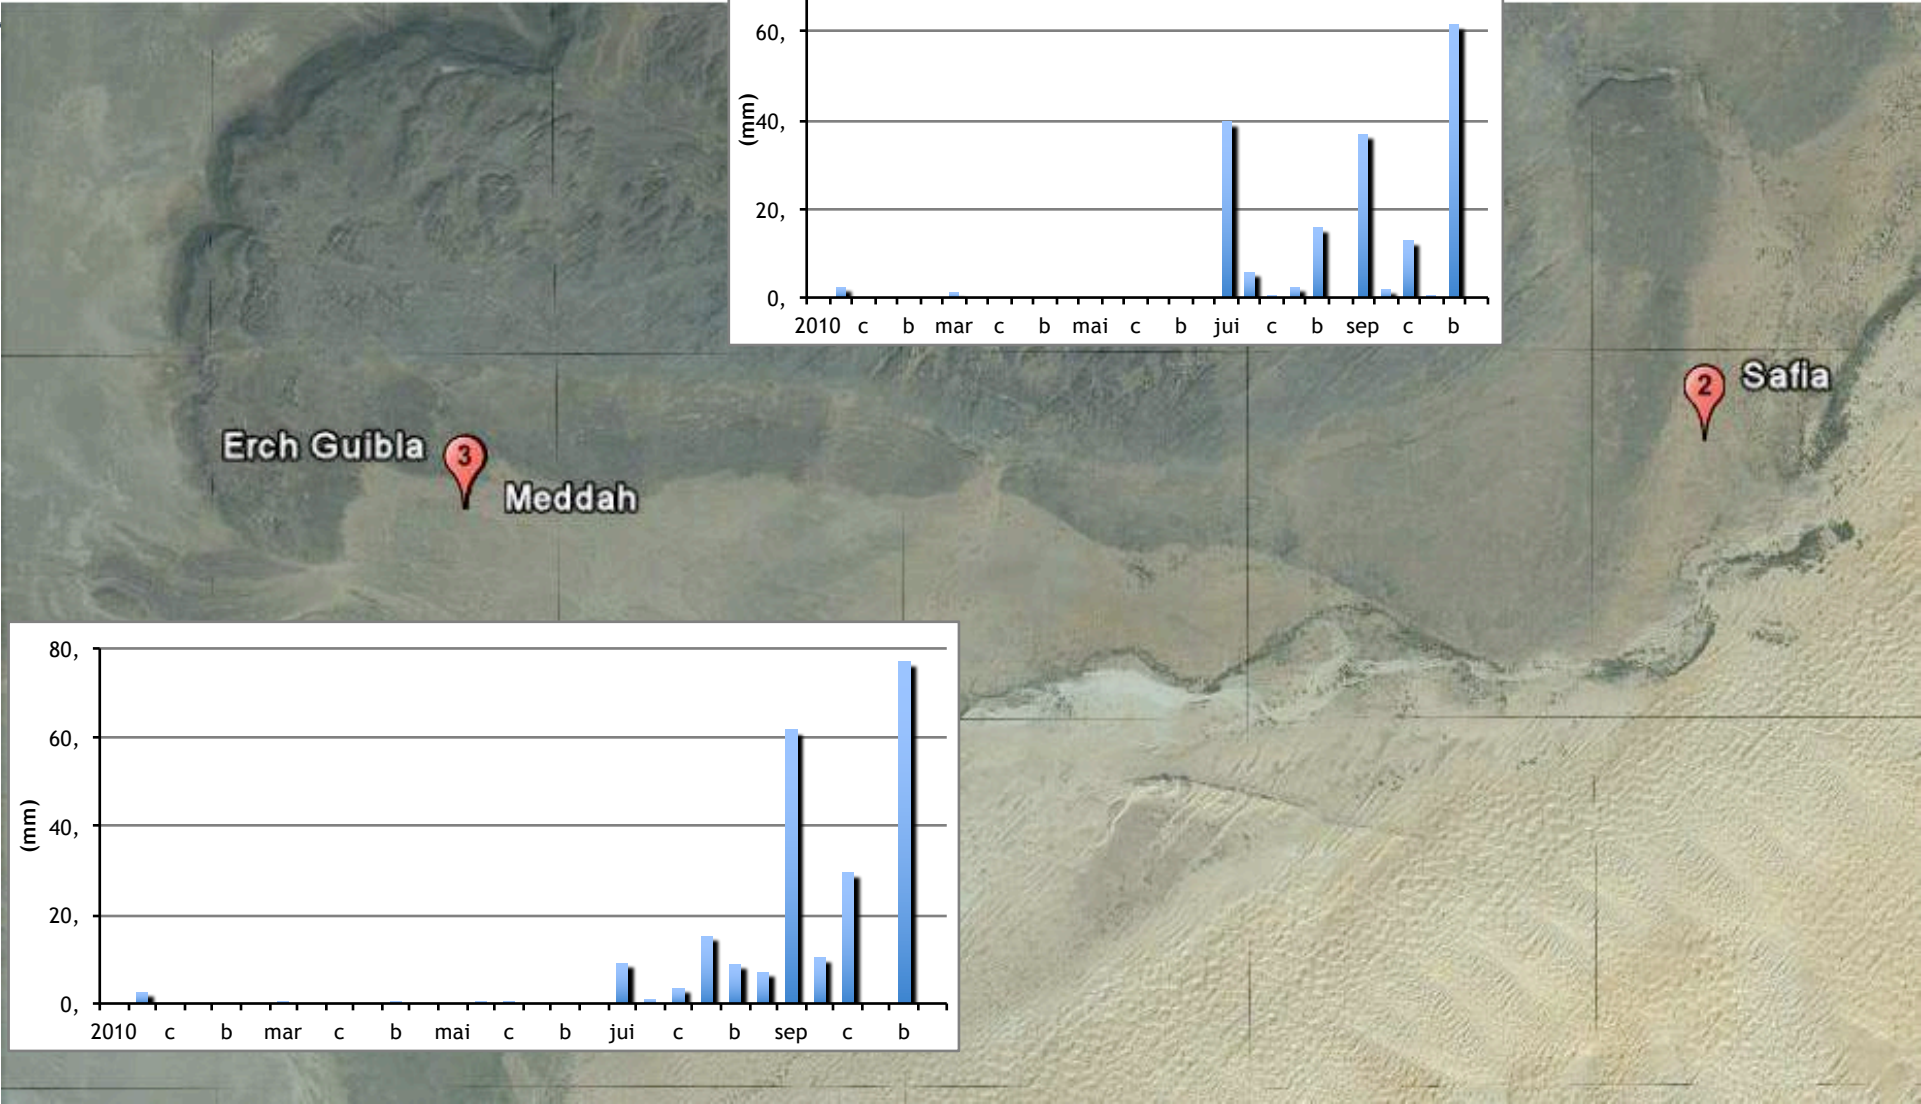 60,
(mm)
40,
20,
0,
2010 c b mar c b mai c b jui c b sep c b
2 Safia
Erch Guibla 3
Meddah
80,
60,
(mm)
40,
20,
0,
2010 c b mar c b mai c b jui c b sep c b